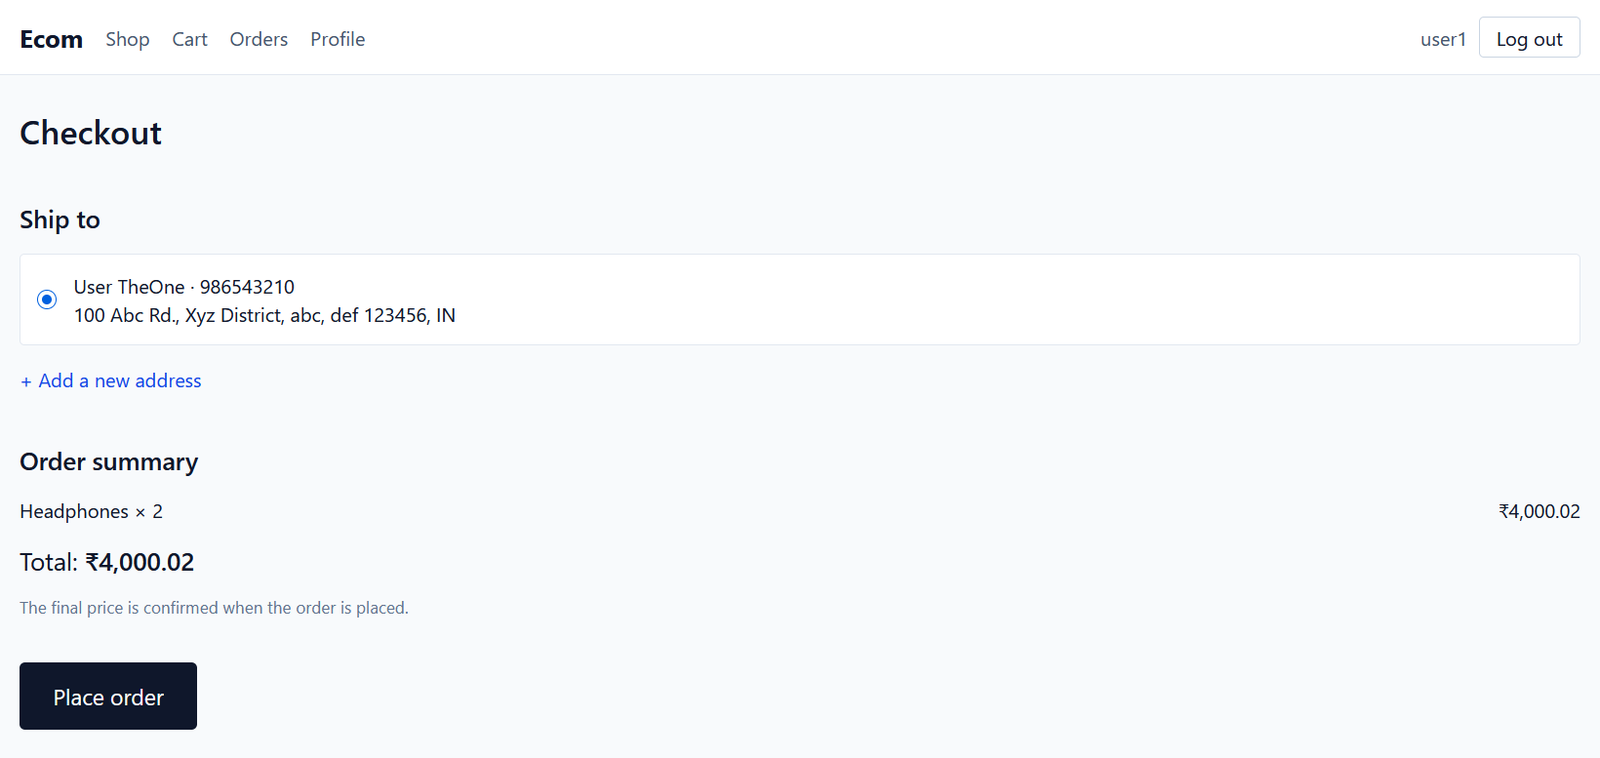 Ecom Shop Cart Orders Profile user1 Log out
Checkout
Ship to
User TheOne · 986543210
100 Abc Rd., Xyz District, abc, def 123456, IN
+ Add a new address
Order summary
Headphones × 2 ₹4,000.02
Total: ₹4,000.02
The final price is confirmed when the order is placed.
Place order